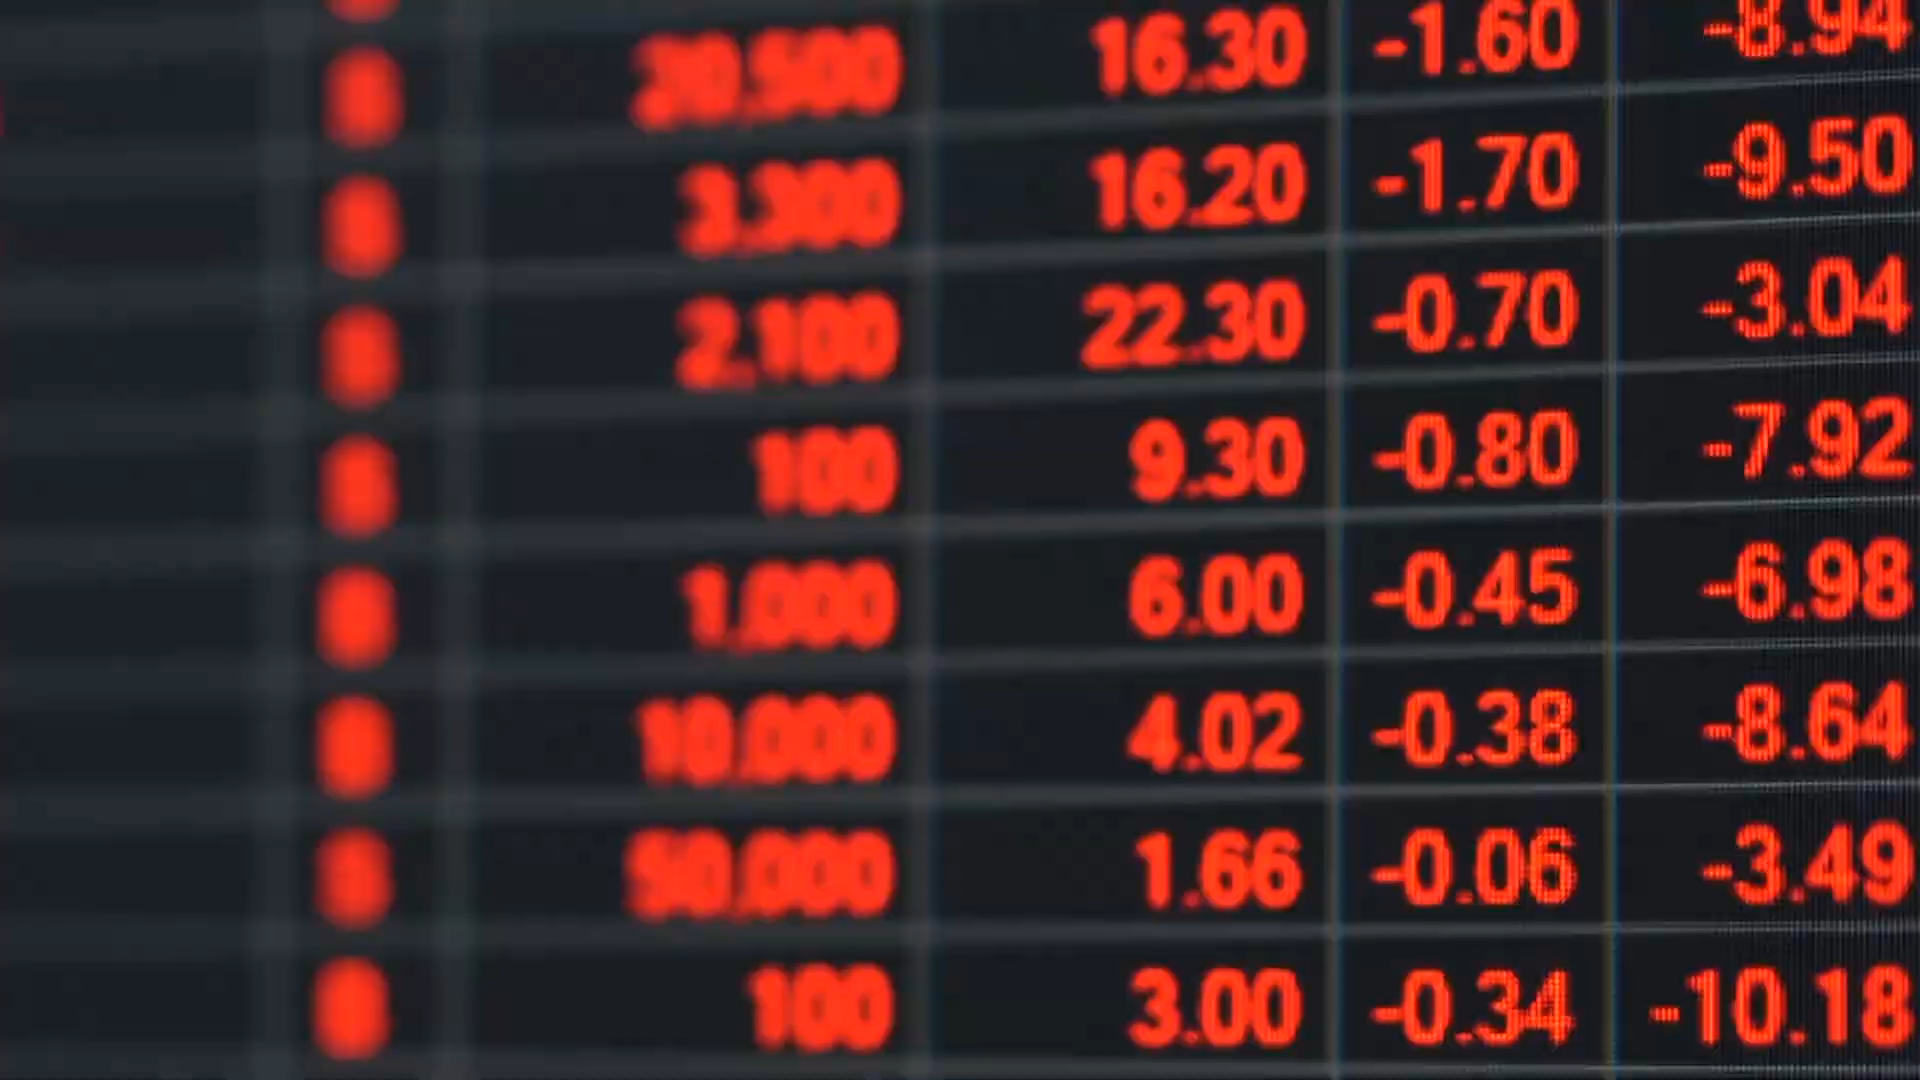 20,500 16.30 -1.60 -8.94
3,300 16.20 -1.70 -9.50
2,100 22.30 -0.70 -3.04
100 9.30 -0.80 -7.92
1,000 6.00 -0.45 -6.98
10,000 4.02 -0.38 -8.64
50,000 1.66 -0.06 -3.49
100 3.00 -0.34 -10.18